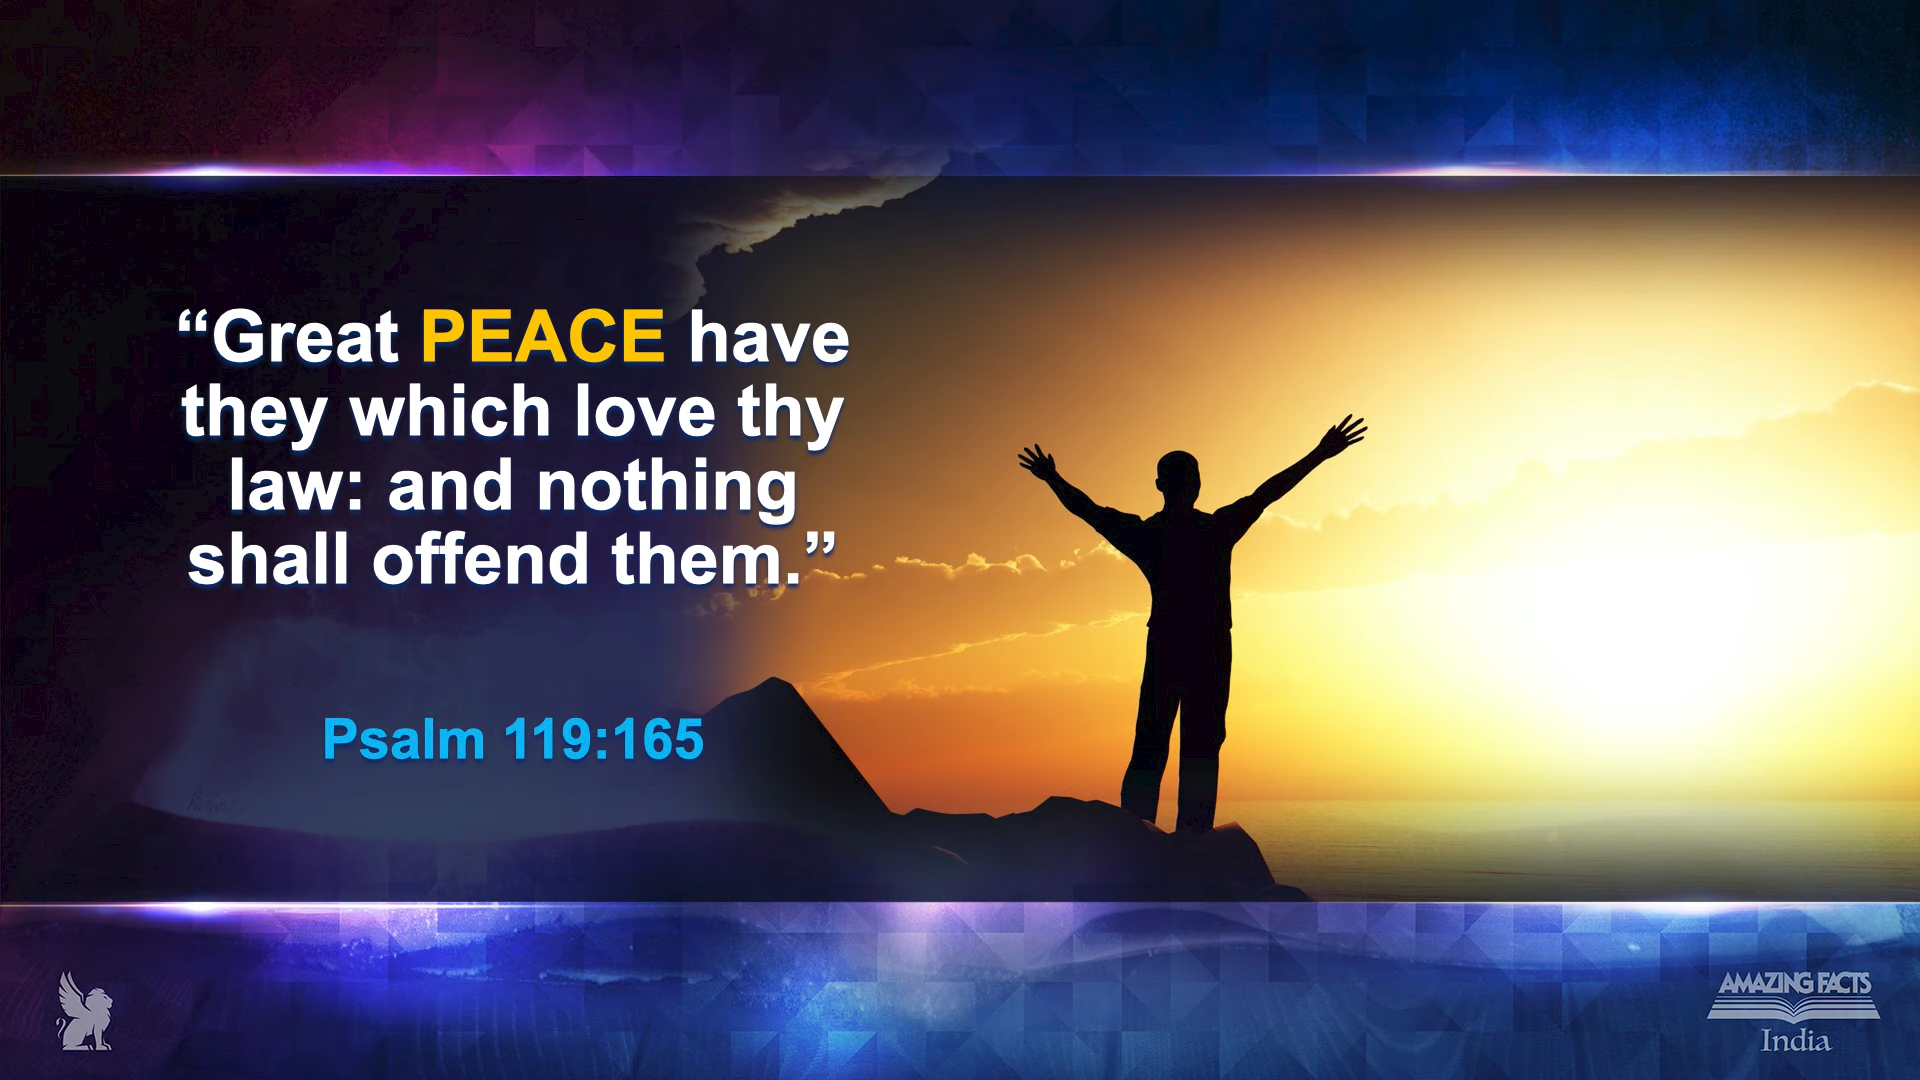 “Great PEACE have
they which love thy
law: and nothing
shall offend them.”
Psalm 119:165
AMAZING FACTS
India